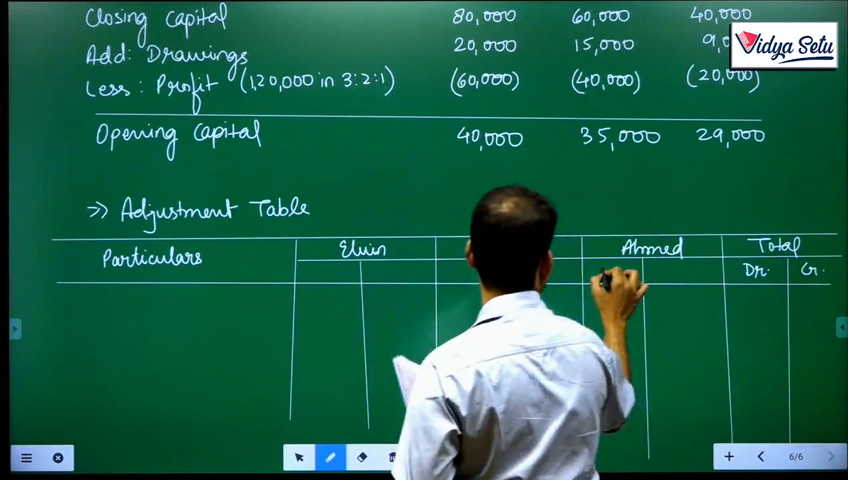 Closing Capital 80,000 60,000 40,000
Vidya Setu
Add: Drawings 20,000 15,000
Less: Profit (1,20,000 in 3:2:1) (60,000) (40,000) (20,000)
Opening Capital 40,000 35,000 29,000
=> Adjustment Table
Particulars Elvin Ahmed Total
Dr. Cr.
6/6